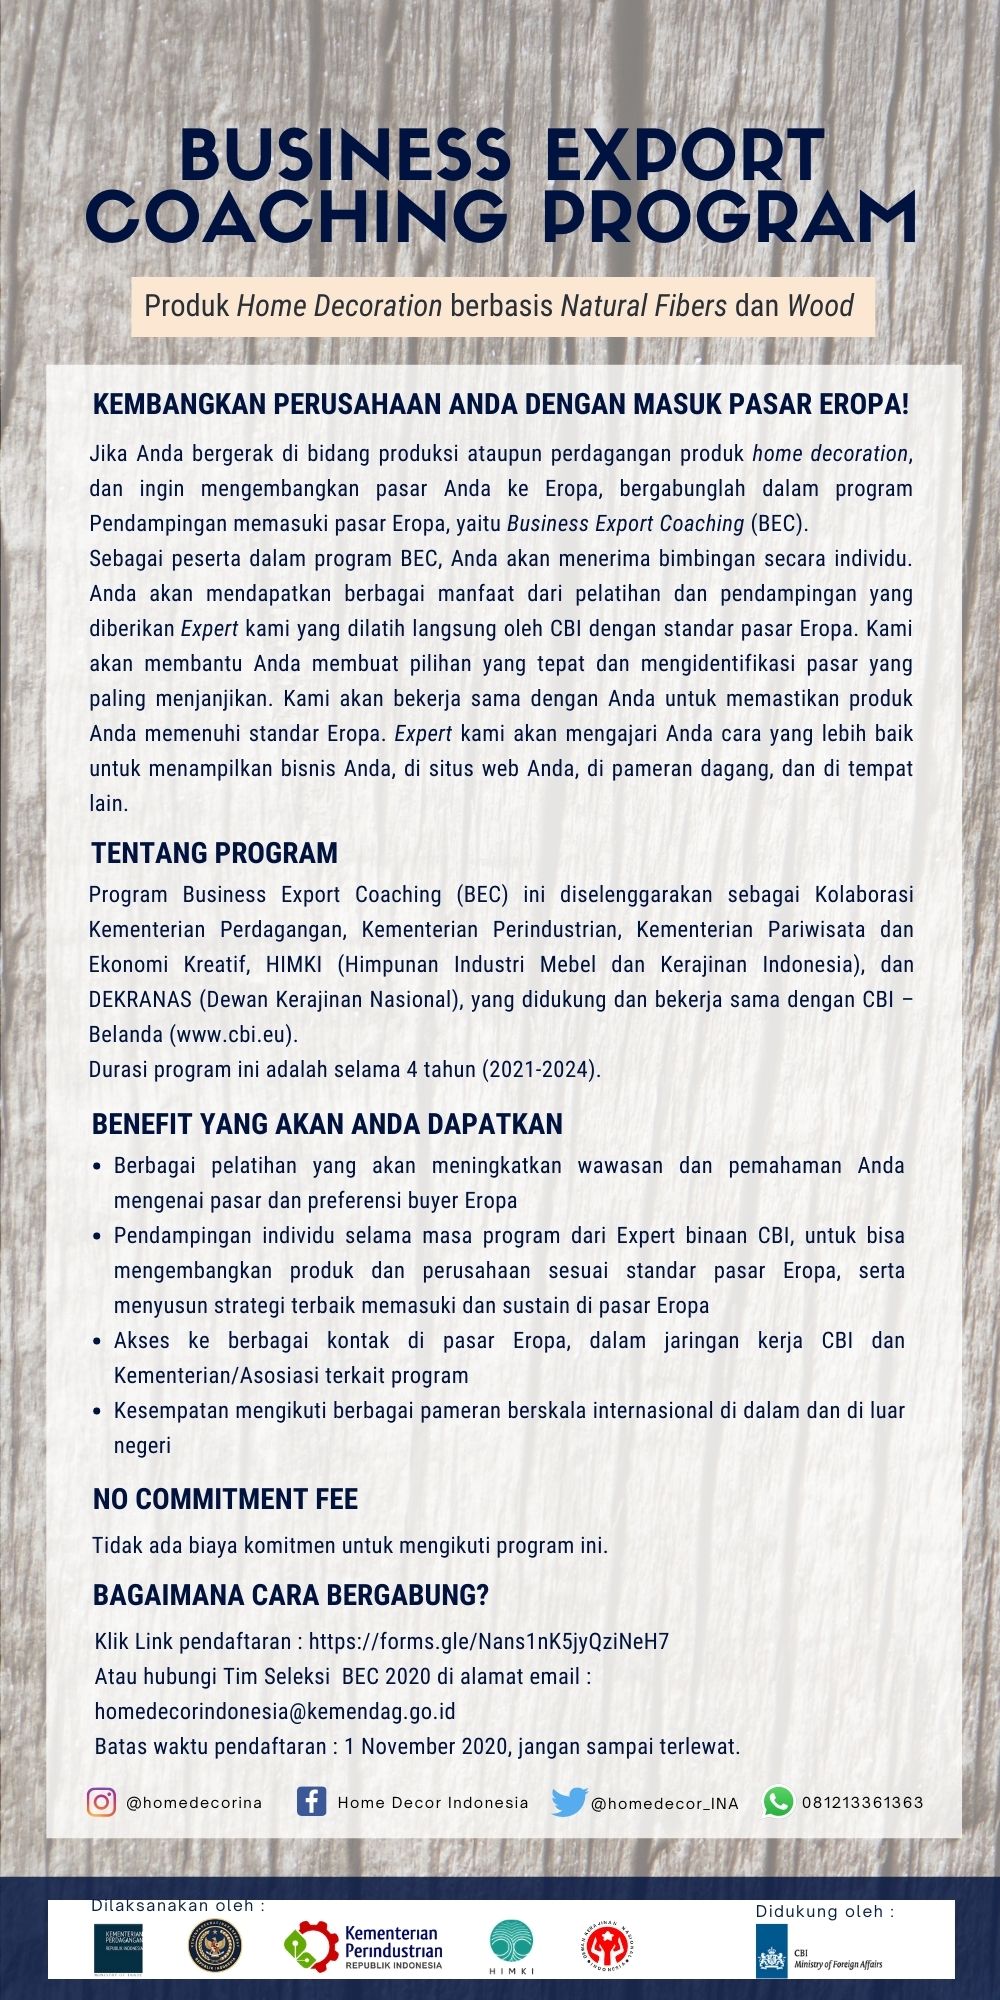 BUSINESS EXPORT
COACHING PROGRAM
Produk Home Decoration berbasis Natural Fibers dan Wood
KEMBANGKAN PERUSAHAAN ANDA DENGAN MASUK PASAR EROPA!
Jika Anda bergerak di bidang produksi ataupun perdagangan produk home decoration,
dan ingin mengembangkan pasar Anda ke Eropa, bergabunglah dalam program
Pendampingan memasuki pasar Eropa, yaitu Business Export Coaching (BEC).
Sebagai peserta dalam program BEC, Anda akan menerima bimbingan secara individu.
Anda akan mendapatkan berbagai manfaat dari pelatihan dan pendampingan yang
diberikan Expert kami yang dilatih langsung oleh CBI dengan standar pasar Eropa. Kami
akan membantu Anda membuat pilihan yang tepat dan mengidentifikasi pasar yang
paling menjanjikan. Kami akan bekerja sama dengan Anda untuk memastikan produk
Anda memenuhi standar Eropa. Expert kami akan mengajari Anda cara yang lebih baik
untuk menampilkan bisnis Anda, di situs web Anda, di pameran dagang, dan di tempat
lain.
TENTANG PROGRAM
Program Business Export Coaching (BEC) ini diselenggarakan sebagai Kolaborasi
Kementerian Perdagangan, Kementerian Perindustrian, Kementerian Pariwisata dan
Ekonomi Kreatif, HIMKI (Himpunan Industri Mebel dan Kerajinan Indonesia), dan
DEKRANAS (Dewan Kerajinan Nasional), yang didukung dan bekerja sama dengan CBI –
Belanda (www.cbi.eu).
Durasi program ini adalah selama 4 tahun (2021-2024).
BENEFIT YANG AKAN ANDA DAPATKAN
• Berbagai pelatihan yang akan meningkatkan wawasan dan pemahaman Anda
mengenai pasar dan preferensi buyer Eropa
• Pendampingan individu selama masa program dari Expert binaan CBI, untuk bisa
mengembangkan produk dan perusahaan sesuai standar pasar Eropa, serta
menyusun strategi terbaik memasuki dan sustain di pasar Eropa
• Akses ke berbagai kontak di pasar Eropa, dalam jaringan kerja CBI dan
Kementerian/Asosiasi terkait program
• Kesempatan mengikuti berbagai pameran berskala internasional di dalam dan di luar
negeri
NO COMMITMENT FEE
Tidak ada biaya komitmen untuk mengikuti program ini.
BAGAIMANA CARA BERGABUNG?
Klik Link pendaftaran : https://forms.gle/Nans1nK5jyQziNeH7
Atau hubungi Tim Seleksi BEC 2020 di alamat email :
homedecorindonesia@kemendag.go.id
Batas waktu pendaftaran : 1 November 2020, jangan sampai terlewat.
@homedecorina Home Decor Indonesia @homedecor_INA 081213361363
Dilaksanakan oleh :
Didukung oleh :
KEMENTERIAN
PERDAGANGAN
REPUBLIK INDONESIA
MINISTRY OF TRADE
Kementerian
Perindustrian
REPUBLIK INDONESIA
HIMKI
DEWAN KERAJINAN NASIONAL
INDONESIA
CBI
Ministry of Foreign Affairs